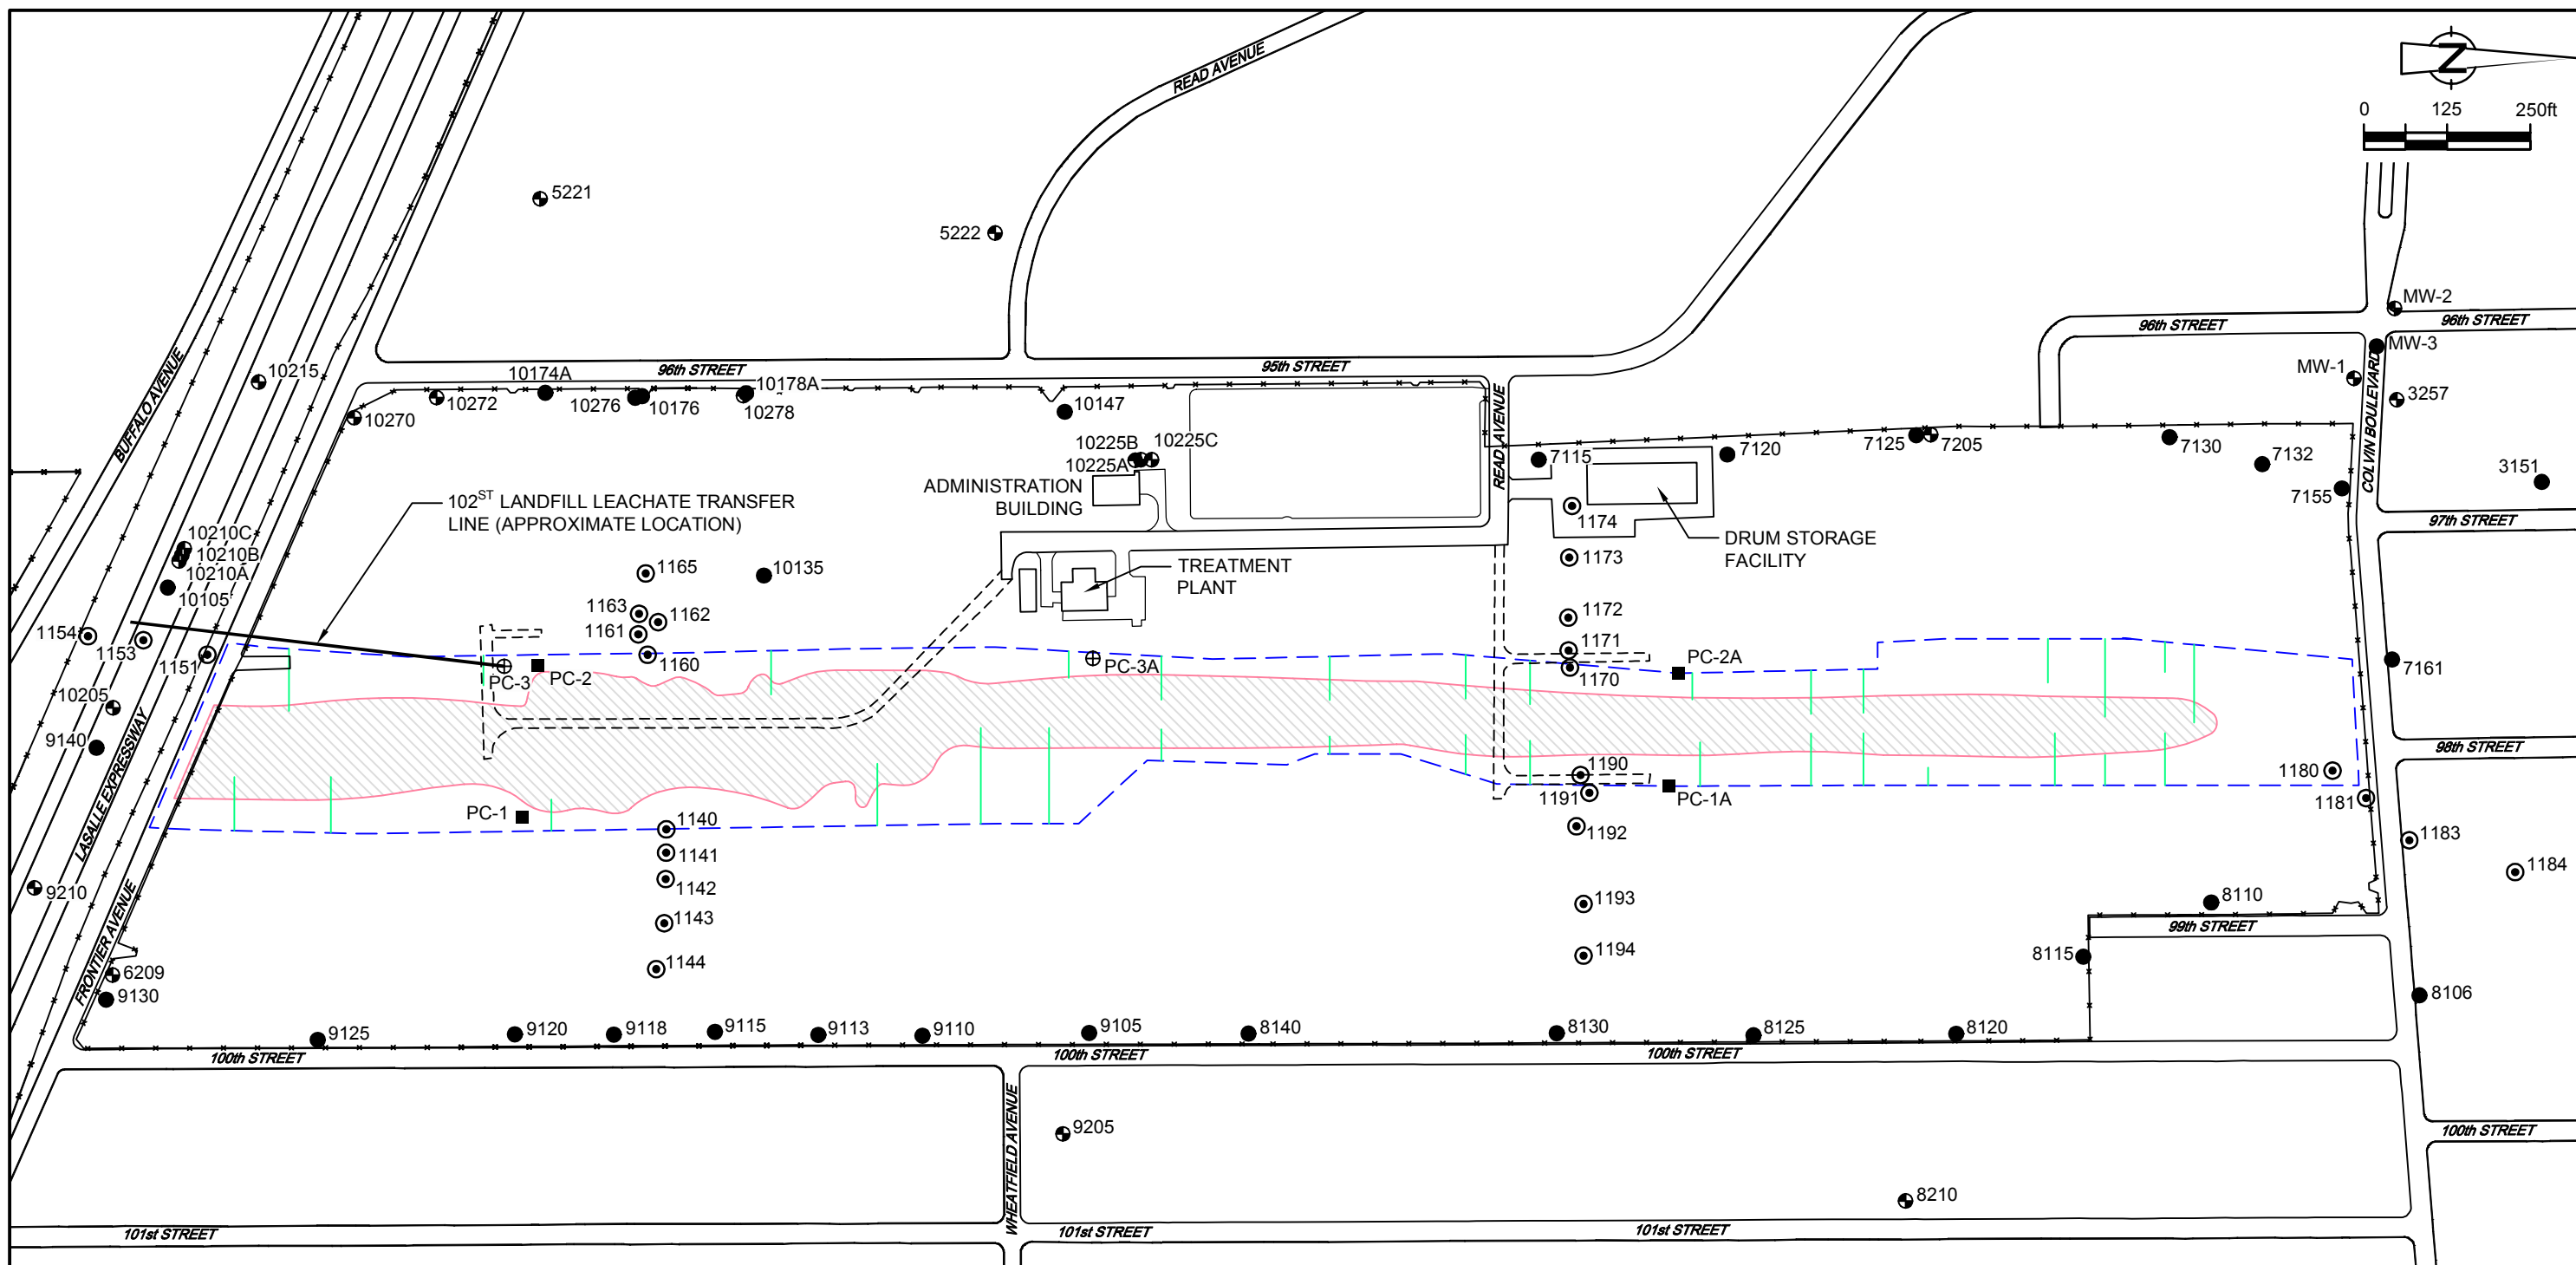 READ AVENUE
N
0 125 250ft
5221
5222
MW-2
96th STREET
96th STREET
MW-3
MW-1
3257
BUFFALO AVENUE
10215
10174A
96th STREET
95th STREET
10178A
10272
10276
10176
10278
10270
10147
10225B
10225C
10225A
READ AVENUE
7115
7120
7125
7205
7130
7132
7155
COLVIN BOULEVARD
3151
ADMINISTRATION
BUILDING
102ST LANDFILL LEACHATE TRANSFER
LINE (APPROXIMATE LOCATION)
1174
97th STREET
10210C
10210B
10210A
10105
DRUM STORAGE
FACILITY
1173
1165
10135
TREATMENT
PLANT
1163
1162
1161
1160
1172
1171
1170
1154
1153
1151
PC-3
PC-2
PC-3A
PC-2A
7161
10205
9140
LASALLE EXPRESSWAY
98th STREET
1190
1180
1191
PC-1A
1181
PC-1
1140
1192
1183
1141
1184
1142
9210
FRONTIER AVENUE
1143
1193
8110
99th STREET
1144
1194
8115
6209
9130
8106
9125
9120
9118
9115
9113
9110
9105
8140
8130
8125
8120
100th STREET
100th STREET
100th STREET
WHEATFIELD AVENUE
9205
100th STREET
8210
101st STREET
101st STREET
101st STREET